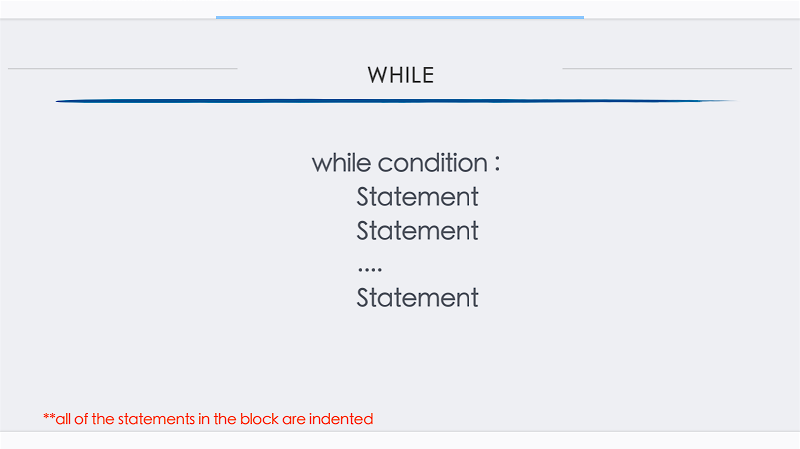 WHILE
while condition :
Statement
Statement
....
Statement
**all of the statements in the block are indented